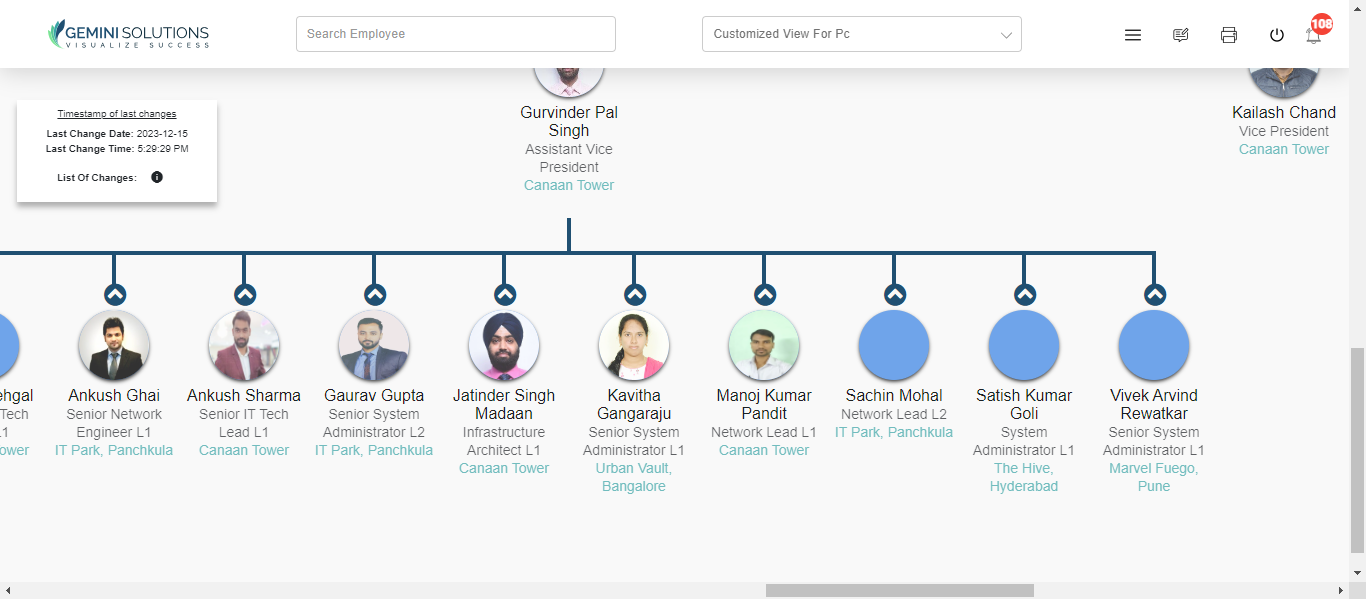 GEMINI SOLUTIONS
VISUALIZE SUCCESS
Search Employee
Customized View For Pc
108
Timestamp of last changes
Last Change Date: 2023-12-15
Last Change Time: 5:29:29 PM
List Of Changes:
Gurvinder Pal
Singh
Assistant Vice
President
Canaan Tower
Kailash Chand
Vice President
Canaan Tower
ehgal
Tech
.1
ower
Ankush Ghai
Senior Network
Engineer L1
IT Park, Panchkula
Ankush Sharma
Senior IT Tech
Lead L1
Canaan Tower
Gaurav Gupta
Senior System
Administrator L2
IT Park, Panchkula
Jatinder Singh
Madaan
Infrastructure
Architect L1
Canaan Tower
Kavitha
Gangaraju
Senior System
Administrator L1
Urban Vault,
Bangalore
Manoj Kumar
Pandit
Network Lead L1
Canaan Tower
Sachin Mohal
Network Lead L2
IT Park, Panchkula
Satish Kumar
Goli
System
Administrator L1
The Hive,
Hyderabad
Vivek Arvind
Rewatkar
Senior System
Administrator L1
Marvel Fuego,
Pune